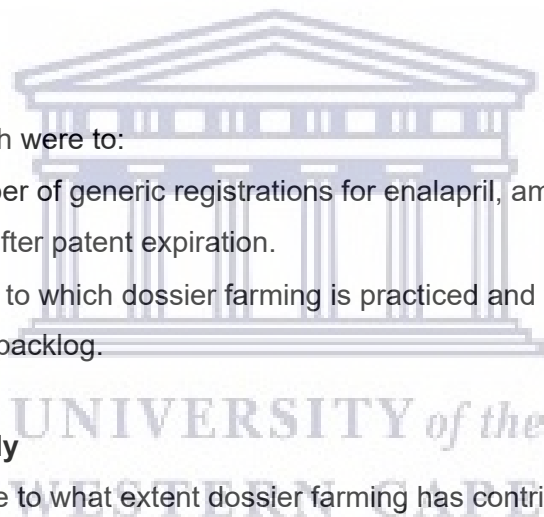 h were to:
er of generic registrations for enalapril, am
fter patent expiration.
to which dossier farming is practiced and
backlog.
UNIVERSITY of the
ly
e to what extent dossier farming has contri
WESTERN CAPE